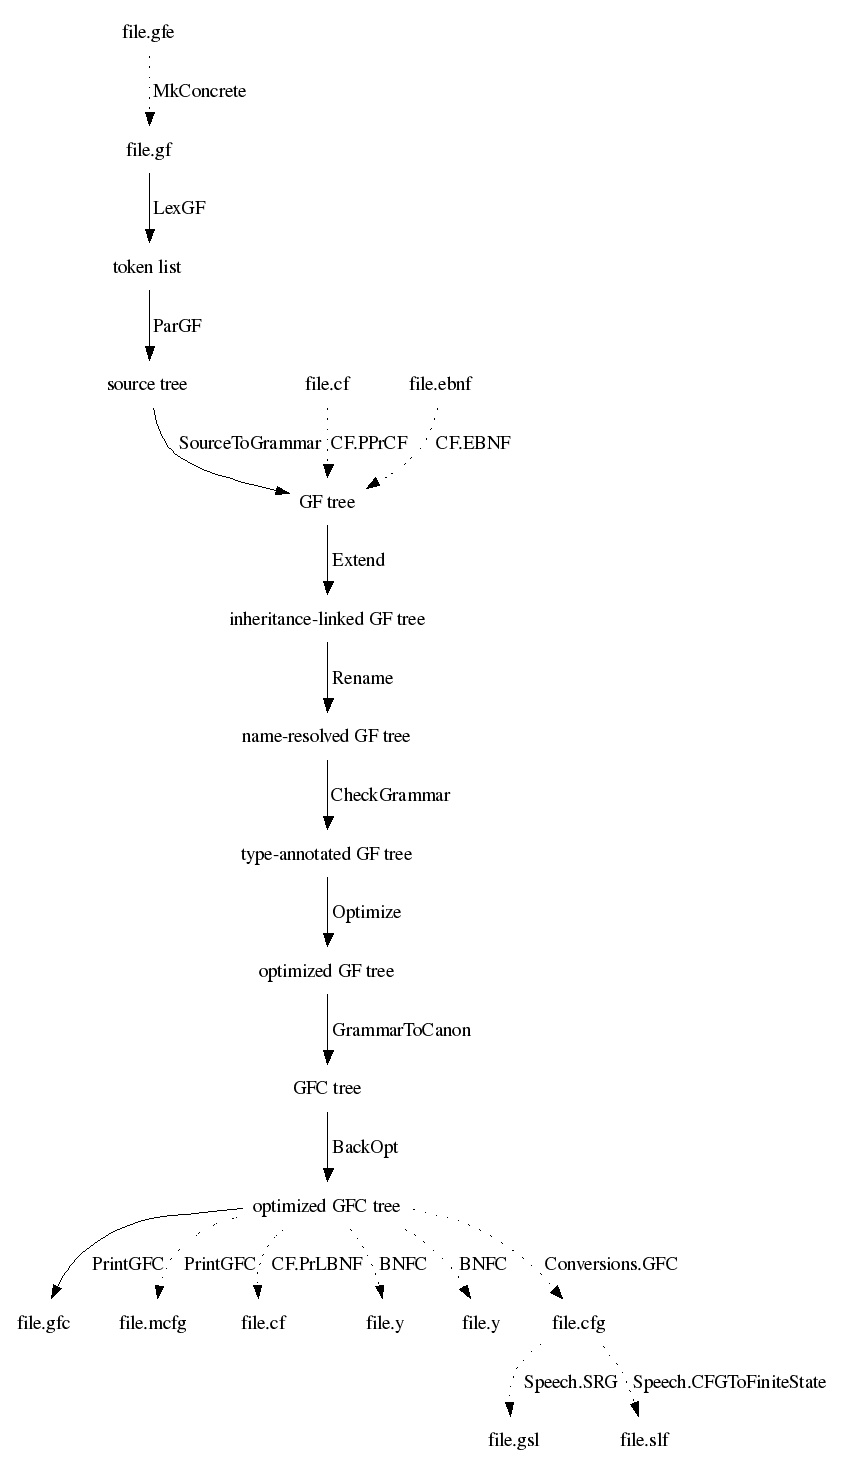 file.gfe
MkConcrete
file.gf
LexGF
token list
ParGF
source tree file.cf file.ebnf
SourceToGrammar CF.PPrCF CF.EBNF
GF tree
Extend
inheritance-linked GF tree
Rename
name-resolved GF tree
CheckGrammar
type-annotated GF tree
Optimize
optimized GF tree
GrammarToCanon
GFC tree
BackOpt
optimized GFC tree
PrintGFC PrintGFC CF.PrLBNF BNFC BNFC Conversions.GFC
file.gfc file.mcfg file.cf file.y file.y file.cfg
Speech.SRG Speech.CFGToFiniteState
file.gsl file.slf